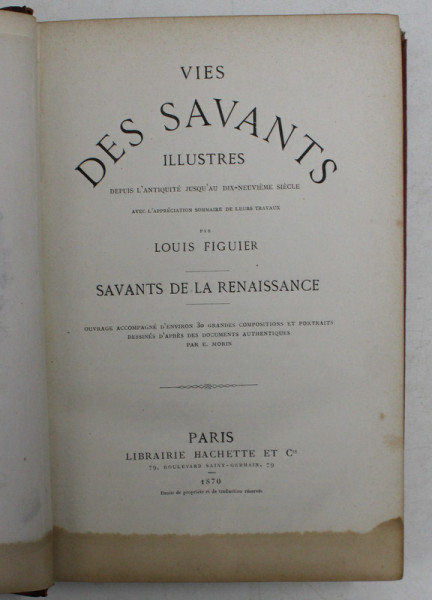 VIES
DES SAVANTS
ILLUSTRES
DEPUIS L'ANTIQUITÉ JUSQU'AU DIX-NEUVIÈME SIÈCLE
AVEC L'APPRÉCIATION SOMMAIRE DE LEURS TRAVAUX
PAR
LOUIS FIGUIER
SAVANTS DE LA RENAISSANCE
OUVRAGE ACCOMPAGNÉ D'ENVIRON 30 GRANDES COMPOSITIONS ET PORTRAITS
DESSINÉS D'APRÈS DES DOCUMENTS AUTHENTIQUES
PAR E. MORIN
PARIS
LIBRAIRIE HACHETTE ET Cie
79, BOULEVARD SAINT-GERMAIN, 79
1870
Droits de propriété et de traduction réservés.